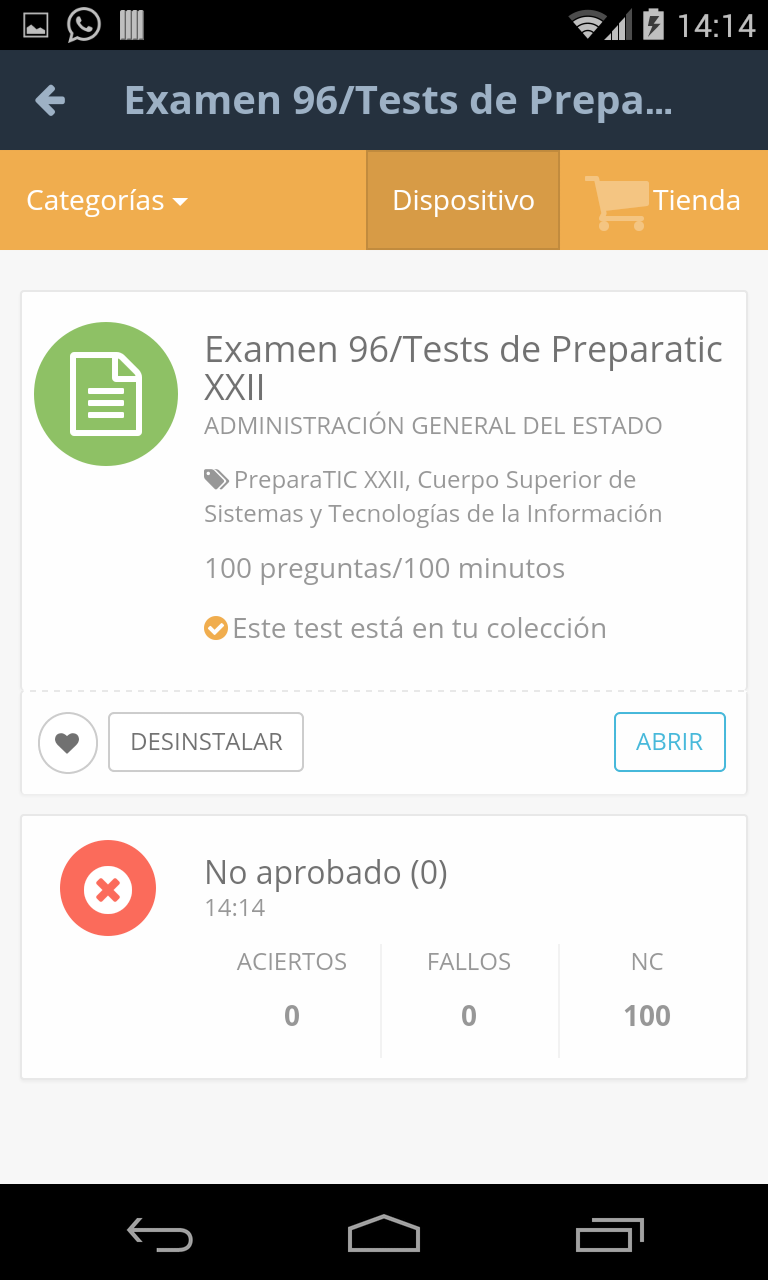 14:14
Examen 96/Tests de Prepa...
Categorías
Dispositivo
Tienda
Examen 96/Tests de Preparatic
XXII
ADMINISTRACIÓN GENERAL DEL ESTADO
PreparaTIC XXII, Cuerpo Superior de
Sistemas y Tecnologías de la Información
100 preguntas/100 minutos
Este test está en tu colección
DESINSTALAR
ABRIR
No aprobado (0)
14:14
ACIERTOS FALLOS NC
0 0 100